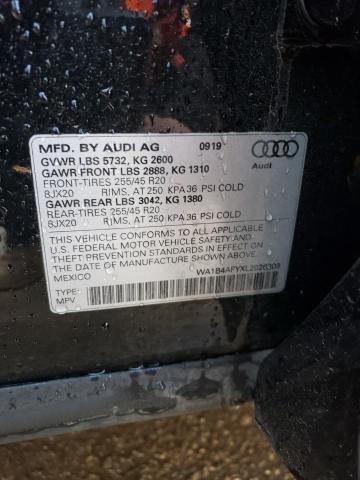 MFD. BY AUDI AG 0919
GVWR LBS 5732, KG 2600
GAWR FRONT LBS 2888, KG 1310
FRONT-TIRES 255/45 R20
8JX20 RIMS, AT 250 KPA 36 PSI COLD
GAWR REAR LBS 3042, KG 1380
REAR-TIRES 255/45 R20
8JX20 RIMS, AT 250 KPA 36 PSI COLD
Audi
THIS VEHICLE CONFORMS TO ALL APPLICABLE
U.S. FEDERAL MOTOR VEHICLE SAFETY AND
THEFT PREVENTION STANDARDS IN EFFECT ON THE
DATE OF MANUFACTURE SHOWN ABOVE.
MEXICO
WA1B4AFYXL2026303
TYPE:
MPV